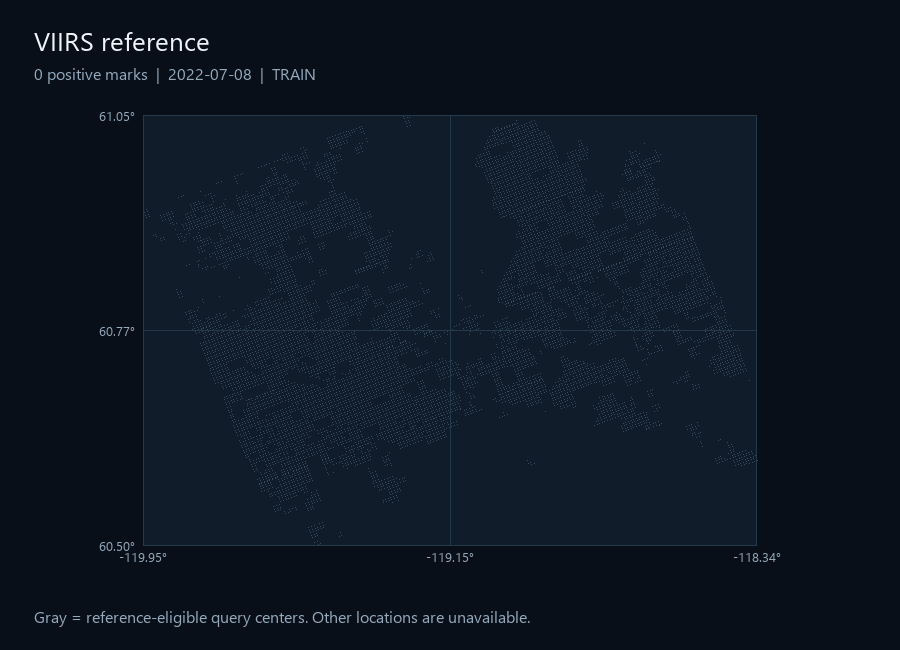 VIIRS reference
0 positive marks | 2022-07-08 | TRAIN
61.05°
60.77°
60.50°
-119.95°
-119.15°
-118.34°
Gray = reference-eligible query centers. Other locations are unavailable.